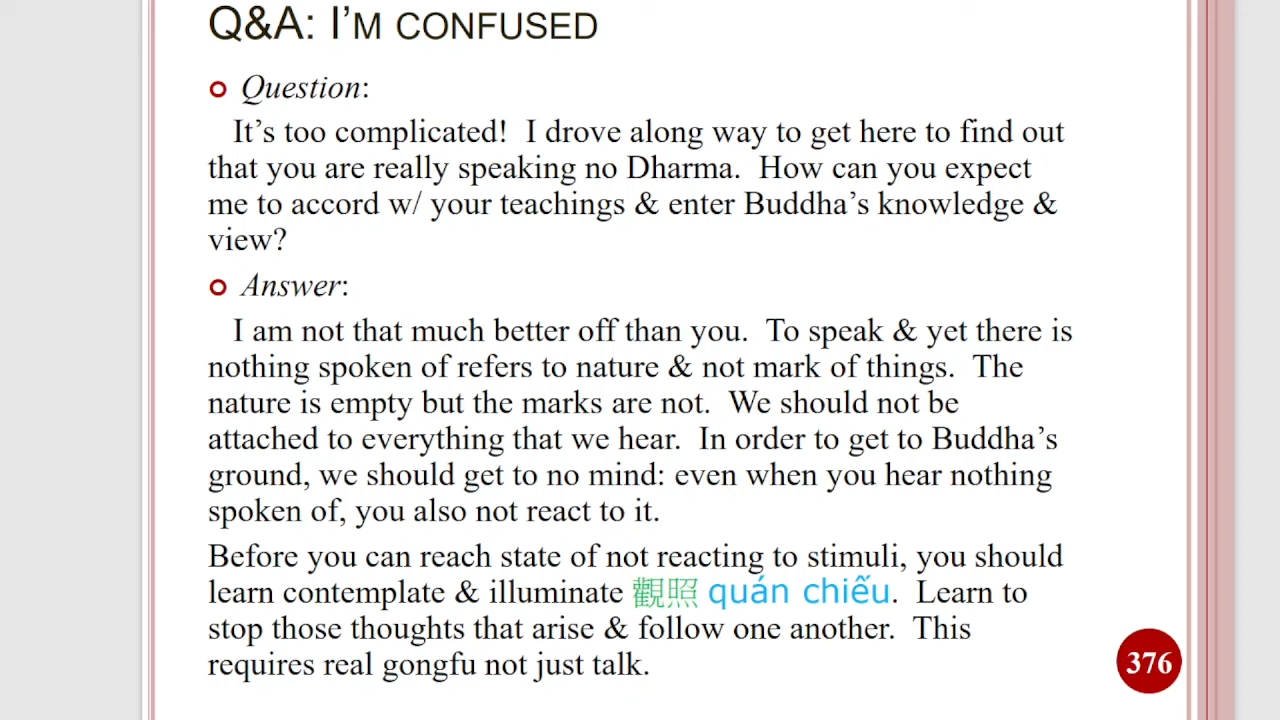 Q&A: I’M CONFUSED
Question:
It’s too complicated! I drove along way to get here to find out
that you are really speaking no Dharma. How can you expect
me to accord w/ your teachings & enter Buddha’s knowledge &
view?
Answer:
I am not that much better off than you. To speak & yet there is
nothing spoken of refers to nature & not mark of things. The
nature is empty but the marks are not. We should not be
attached to everything that we hear. In order to get to Buddha’s
ground, we should get to no mind: even when you hear nothing
spoken of, you also not react to it.
Before you can reach state of not reacting to stimuli, you should
learn contemplate & illuminate 觀照 quán chiếu. Learn to
stop those thoughts that arise & follow one another. This
requires real gongfu not just talk.
376